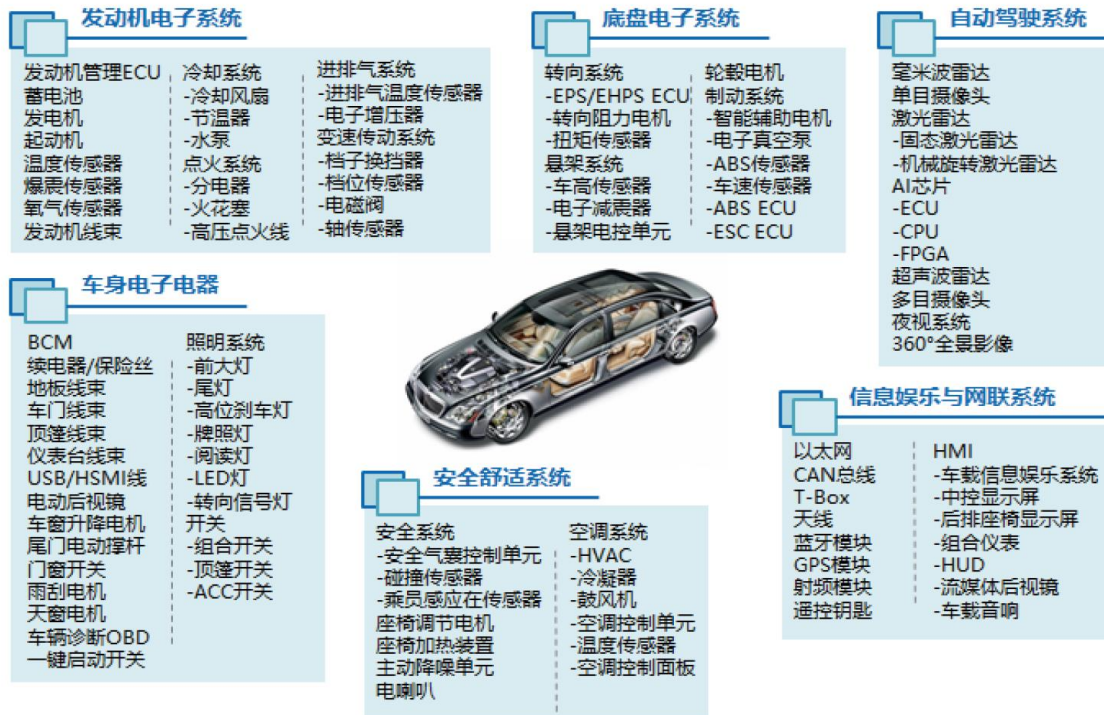 发动机电子系统
发动机管理ECU
蓄电池
发电机
起动机
温度传感器
爆震传感器
氧气传感器
发动机线束
冷却系统
-冷却风扇
-节温器
-水泵
点火系统
-分电器
-火花塞
-高压点火线
进排气系统
-进排气温度传感器
-电子增压器
变速传动系统
-档子换挡器
-档位传感器
-电磁阀
-轴传感器
底盘电子系统
转向系统
-EPS/EHPS ECU
-转向阻力电机
-扭矩传感器
悬架系统
-车高传感器
-电子减震器
-悬架电控单元
轮毂电机
制动系统
-智能辅助电机
-电子真空泵
-ABS传感器
-车速传感器
-ABS ECU
-ESC ECU
自动驾驶系统
毫米波雷达
单目摄像头
激光雷达
-固态激光雷达
-机械旋转激光雷达
AI芯片
-ECU
-CPU
-FPGA
超声波雷达
多目摄像头
夜视系统
360°全景影像
车身电子电器
BCM
续电器/保险丝
地板线束
车门线束
顶篷线束
仪表台线束
USB/HSMI线
电动后视镜
车窗升降电机
尾门电动撑杆
门窗开关
雨刮电机
天窗电机
车辆诊断OBD
一键启动开关
照明系统
-前大灯
-尾灯
-高位刹车灯
-牌照灯
-阅读灯
-LED灯
-转向信号灯
开关
-组合开关
-顶篷开关
-ACC开关
安全舒适系统
安全系统
-安全气囊控制单元
-碰撞传感器
-乘员感应在传感器
座椅调节电机
座椅加热装置
主动降噪单元
电喇叭
空调系统
-HVAC
-冷凝器
-鼓风机
-空调控制单元
-温度传感器
-空调控制面板
信息娱乐与网联系统
以太网
CAN总线
T-Box
天线
蓝牙模块
GPS模块
射频模块
遥控钥匙
HMI
-车载信息娱乐系统
-中控显示屏
-后排座椅显示屏
-组合仪表
-HUD
-流媒体后视镜
-车载音响